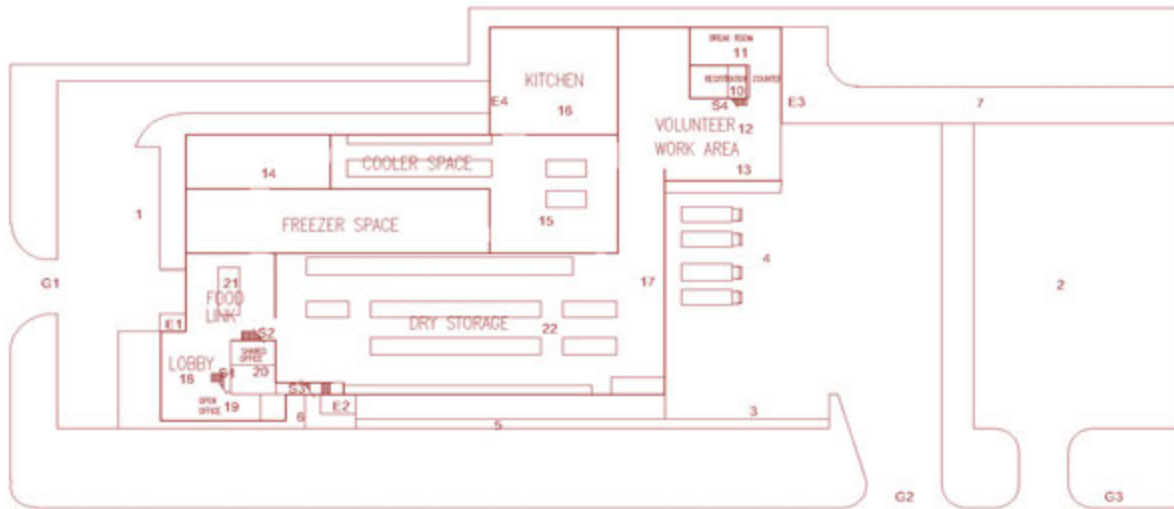 BREAK ROOM
11
KITCHEN
REGISTRATION COUNTER
10
E4
16
S4
E3
7
VOLUNTEER
12
WORK AREA
13
COOLER SPACE
14
1
15
FREEZER SPACE
4
G1
21
17
2
FOOD
LINK
E1
DRY STORAGE
22
S2
SHARED
OFFICE
LOBBY
20
18
S1
S3
OPEN
OFFICE
19
E2
6
3
5
G2
G3